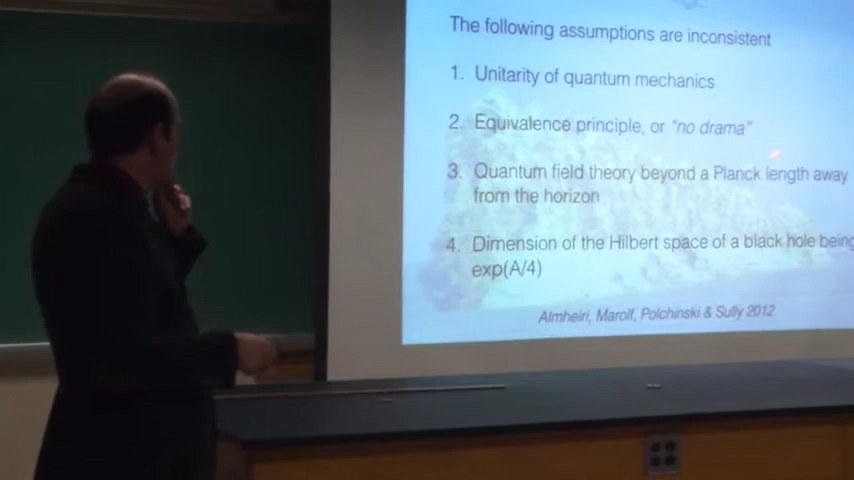 The following assumptions are inconsistent
1. Unitarity of quantum mechanics
2. Equivalence principle, or "no drama"
3. Quantum field theory beyond a Planck length away
from the horizon
4. Dimension of the Hilbert space of a black hole being
exp(A/4)
Almheiri, Marolf, Polchinski & Sully 2012